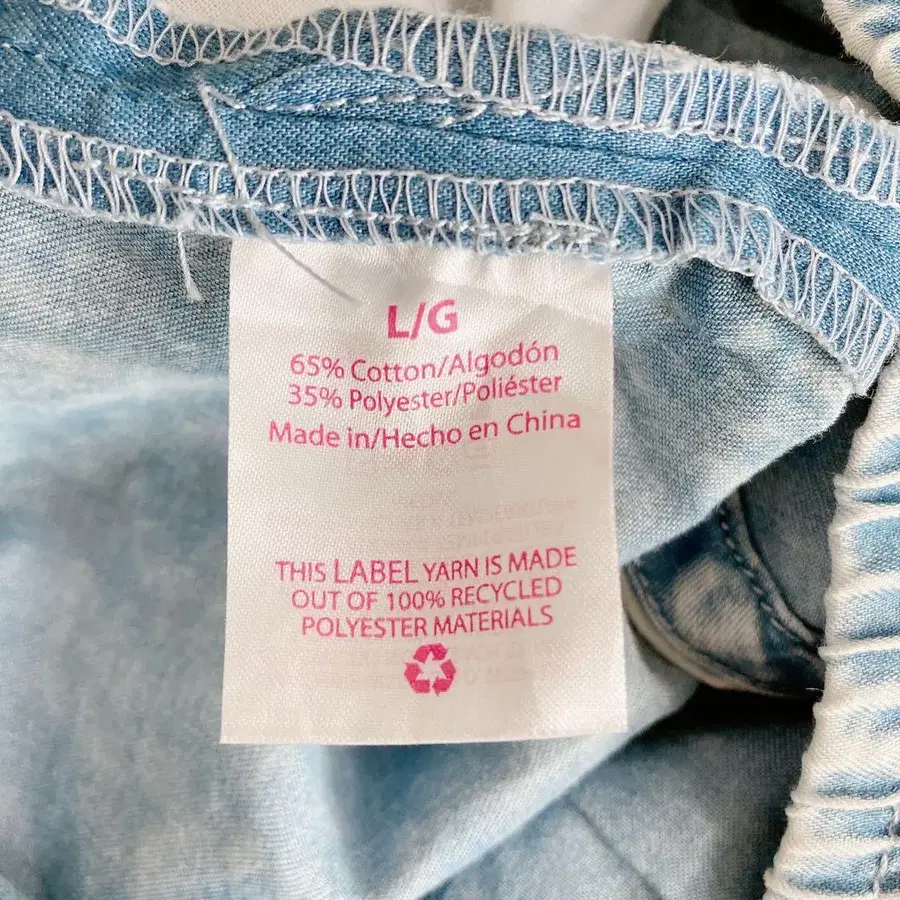 L/G
65% Cotton/Algodón
35% Polyester/Poliéster
Made in/Hecho en China
THIS LABEL YARN IS MADE
OUT OF 100% RECYCLED
POLYESTER MATERIALS